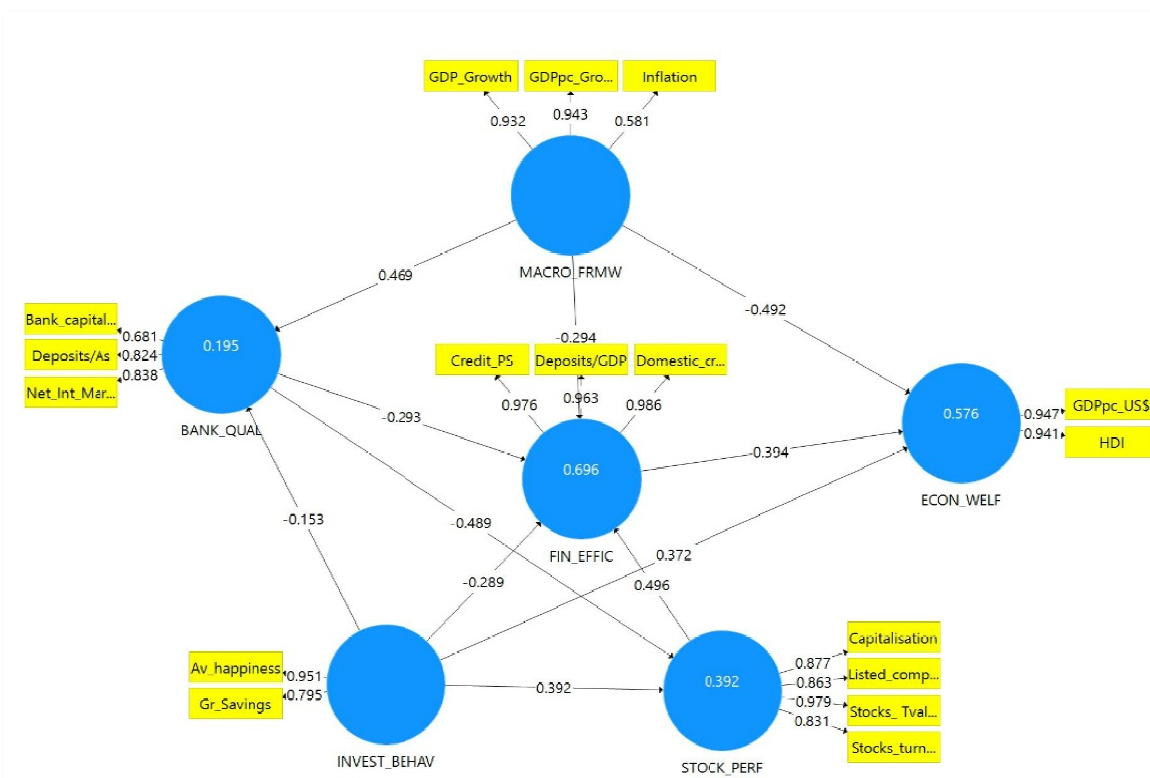 GDP_Growth GDPpc_Gro... Inflation
0.932 0.943 0.581
MACRO_FRMW
0.469
-0.492
-0.294
Bank_capital...
Deposits/As
Net_Int_Mar...
0.681
0.824
0.838
0.195
BANK_QUAL
Credit_PS Deposits/GDP Domestic_cr...
0.976 0.963 0.986
-0.293
0.696
FIN_EFFIC
-0.394
0.576
ECON_WELF
0.947
0.941
GDPpc_US$
HDI
-0.153
-0.489
-0.289
0.372
0.496
Av_happiness
Gr_Savings
0.951
0.795
INVEST_BEHAV
0.392
0.392
STOCK_PERF
0.877
0.863
0.979
0.831
Capitalisation
Listed_comp...
Stocks_ Tval...
Stocks_turn...